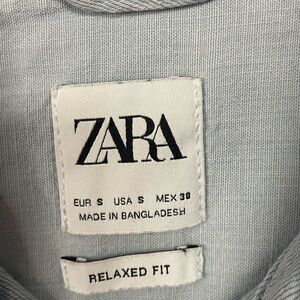 ZARA
EUR S USA S MEX 38
MADE IN BANGLADESH
RELAXED FIT